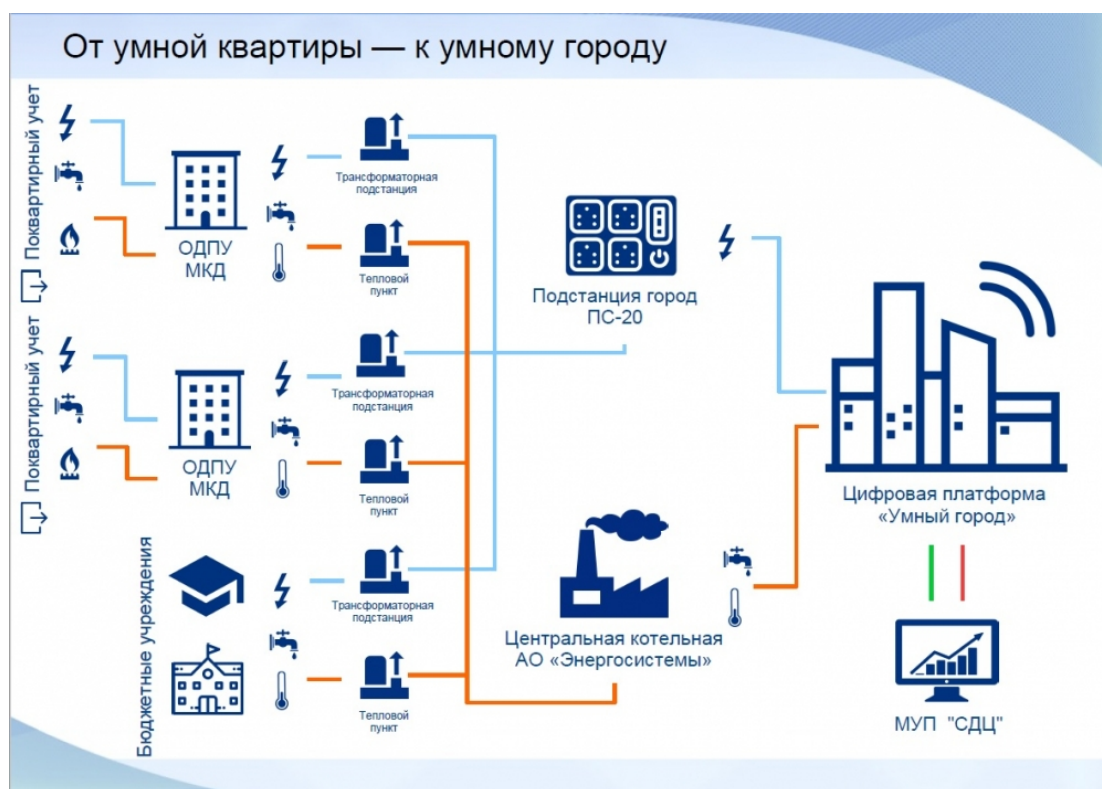 От умной квартиры — к умному городу
Поквартирный учет
ОДПУ
МКД
Трансформаторная
подстанция
Тепловой
пункт
Подстанция город
ПС-20
Поквартирный учет
ОДПУ
МКД
Трансформаторная
подстанция
Тепловой
пункт
Цифровая платформа
«Умный город»
Бюджетные учреждения
Трансформаторная
подстанция
Тепловой
пункт
Центральная котельная
АО «Энергосистемы»
МУП "СДЦ"